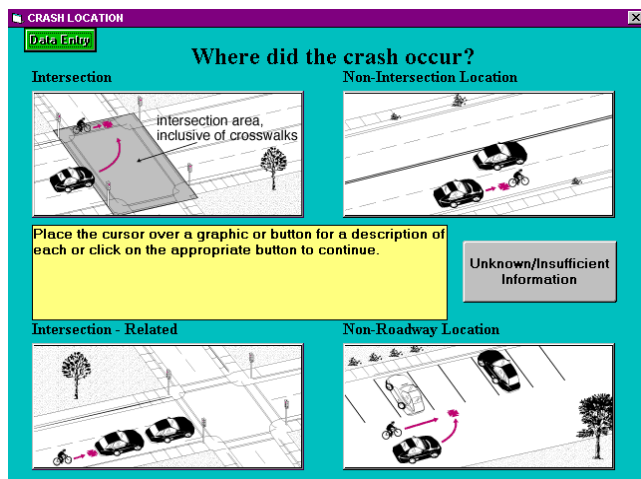 CRASH LOCATION
Data Entry
Where did the crash occur?
Intersection
Non-Intersection Location
intersection area,
inclusive of crosswalks
Place the cursor over a graphic or button for a description of
each or click on the appropriate button to continue.
Unknown/Insufficient
Information
Intersection - Related
Non-Roadway Location